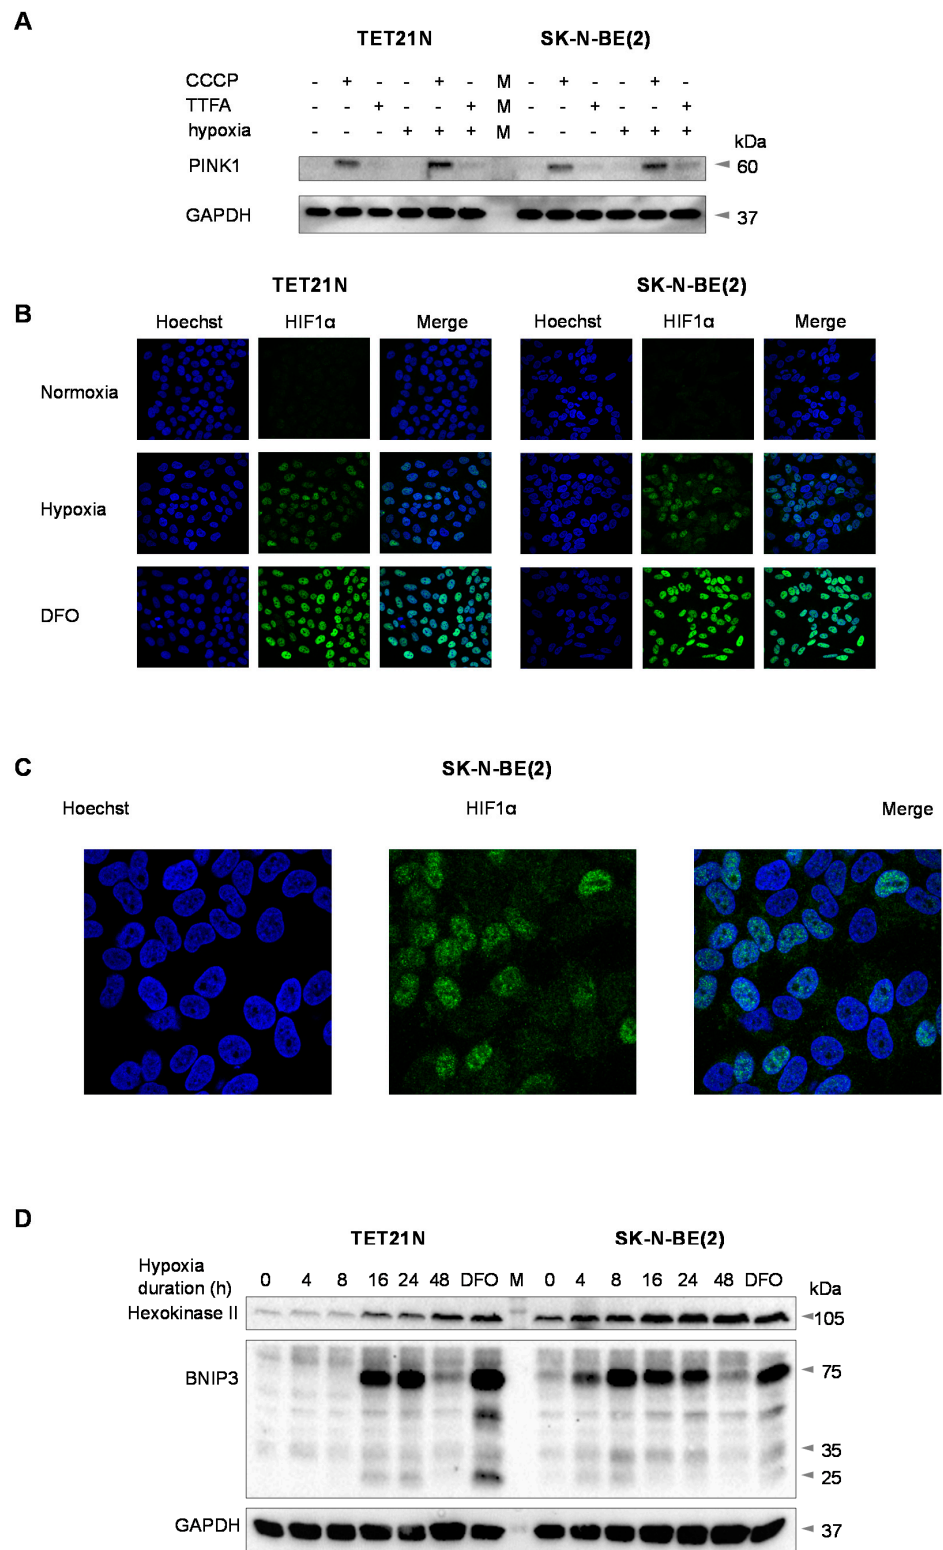 A
TET21N SK-N-BE(2)
CCCP - + - - + - M - + - - + -
TTFA - - + - - + M - - + - - +
hypoxia - - - + + + M - - - + + +
kDa
PINK1 60
GAPDH 37
TET21N SK-N-BE(2)
B
Hoechst HIF1α Merge Hoechst HIF1α Merge
Normoxia
Hypoxia
DFO
C
SK-N-BE(2)
Hoechst HIF1α Merge
D
TET21N SK-N-BE(2)
Hypoxia
duration (h) 0 4 8 16 24 48 DFO M 0 4 8 16 24 48 DFO kDa
Hexokinase II 105
BNIP3 75
35
25
GAPDH 37